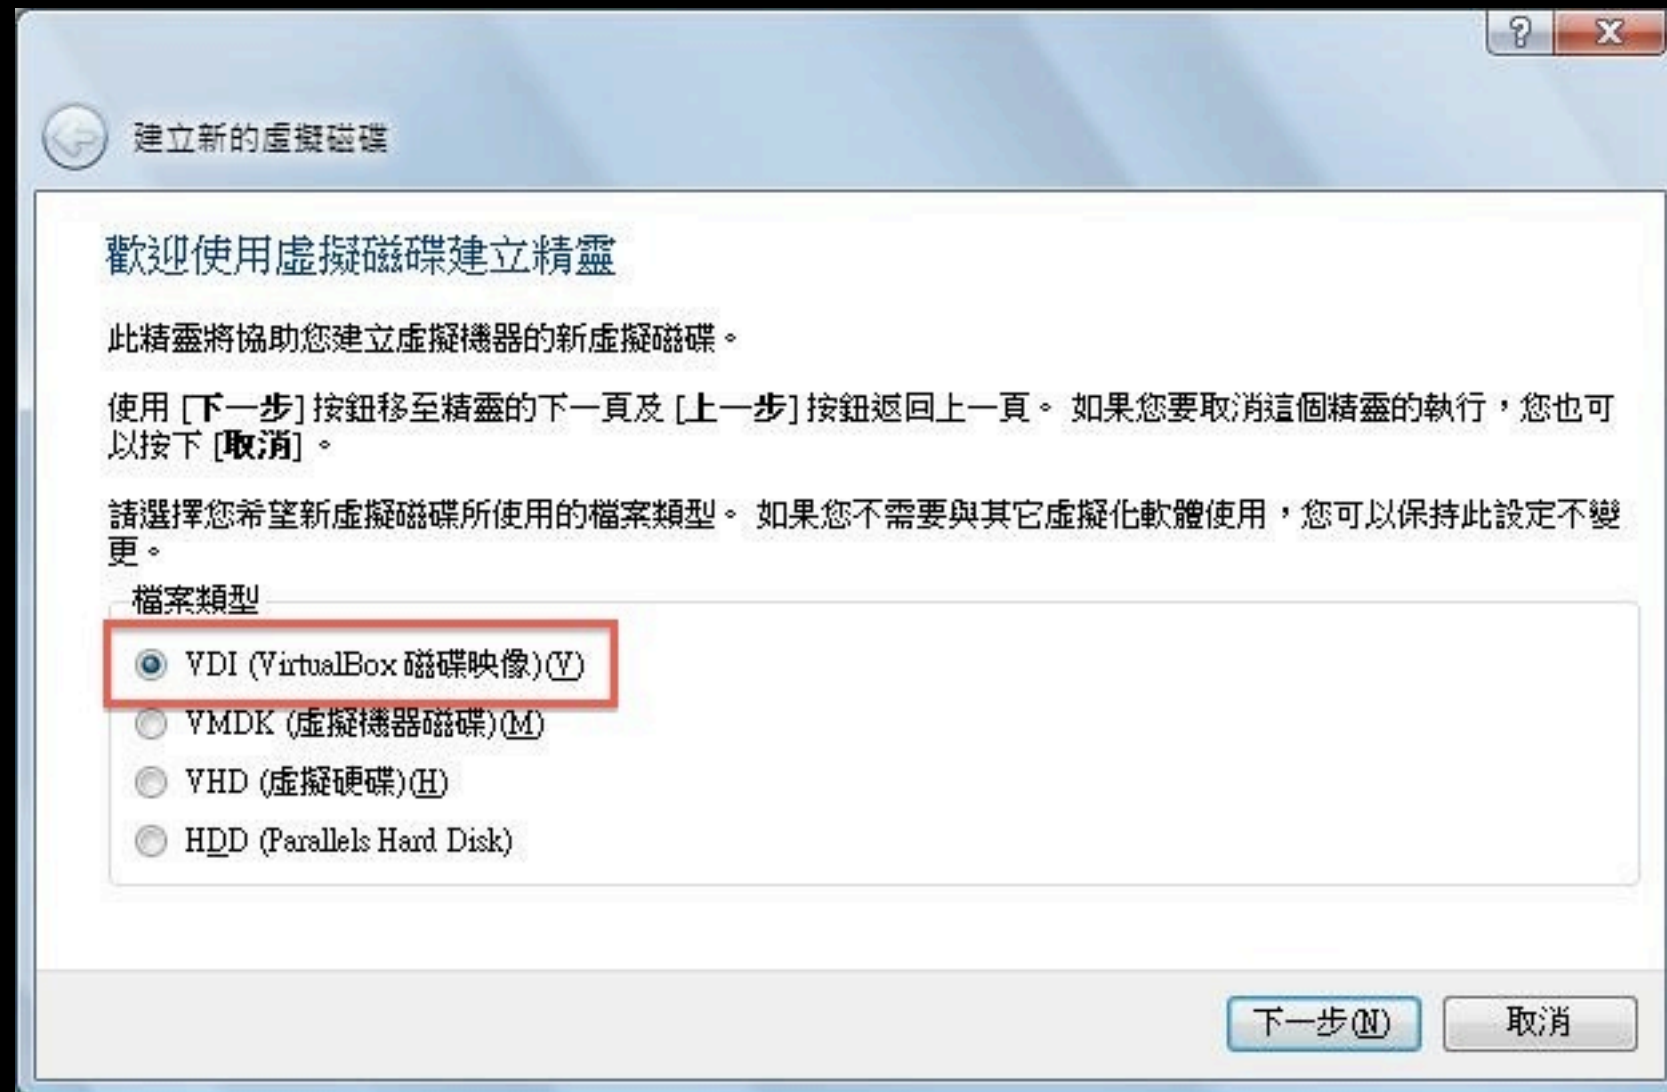 建立新的虛擬磁碟
歡迎使用虛擬磁碟建立精靈
此精靈將協助您建立虛擬機器的新虛擬磁碟。
使用 [下一步] 按鈕移至精靈的下一頁及 [上一步] 按鈕返回上一頁。 如果您要取消這個精靈的執行，您也可
以按下 [取消] 。
請選擇您希望新虛擬磁碟所使用的檔案類型。 如果您不需要與其它虛擬化軟體使用，您可以保持此設定不變
更。
檔案類型
VDI (VirtualBox 磁碟映像)(V)
VMDK (虛擬機器磁碟)(M)
VHD (虛擬硬碟)(H)
HDD (Parallels Hard Disk)
下一步(N) 取消